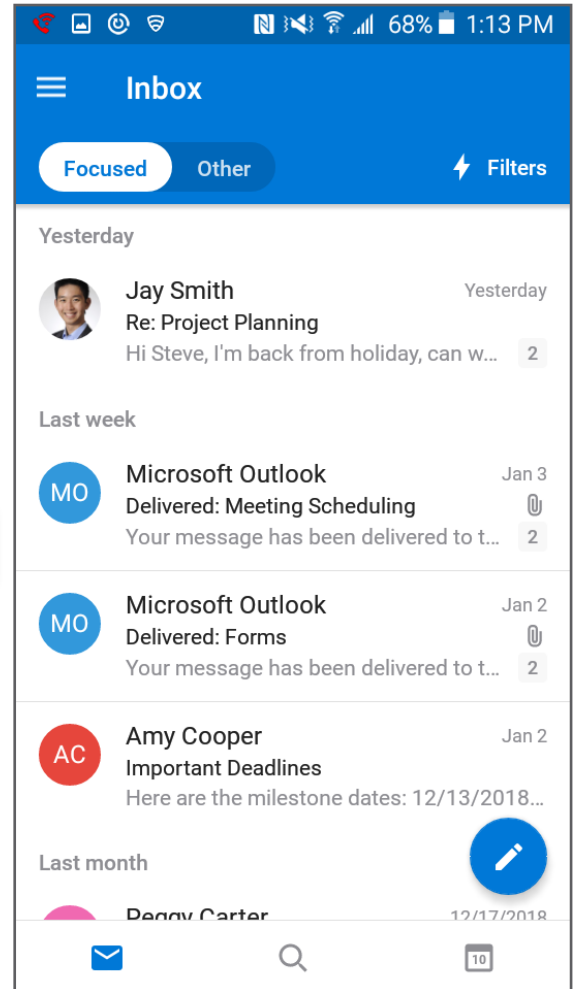 68% 1:13 PM
Inbox
Focused Other Filters
Yesterday
Jay Smith Yesterday
Re: Project Planning
Hi Steve, I'm back from holiday, can w... 2
Last week
MO Microsoft Outlook Jan 3
Delivered: Meeting Scheduling
Your message has been delivered to t... 2
MO Microsoft Outlook Jan 2
Delivered: Forms
Your message has been delivered to t... 2
AC Amy Cooper Jan 2
Important Deadlines
Here are the milestone dates: 12/13/2018...
Last month
Peggy Carter 12/17/2018
10